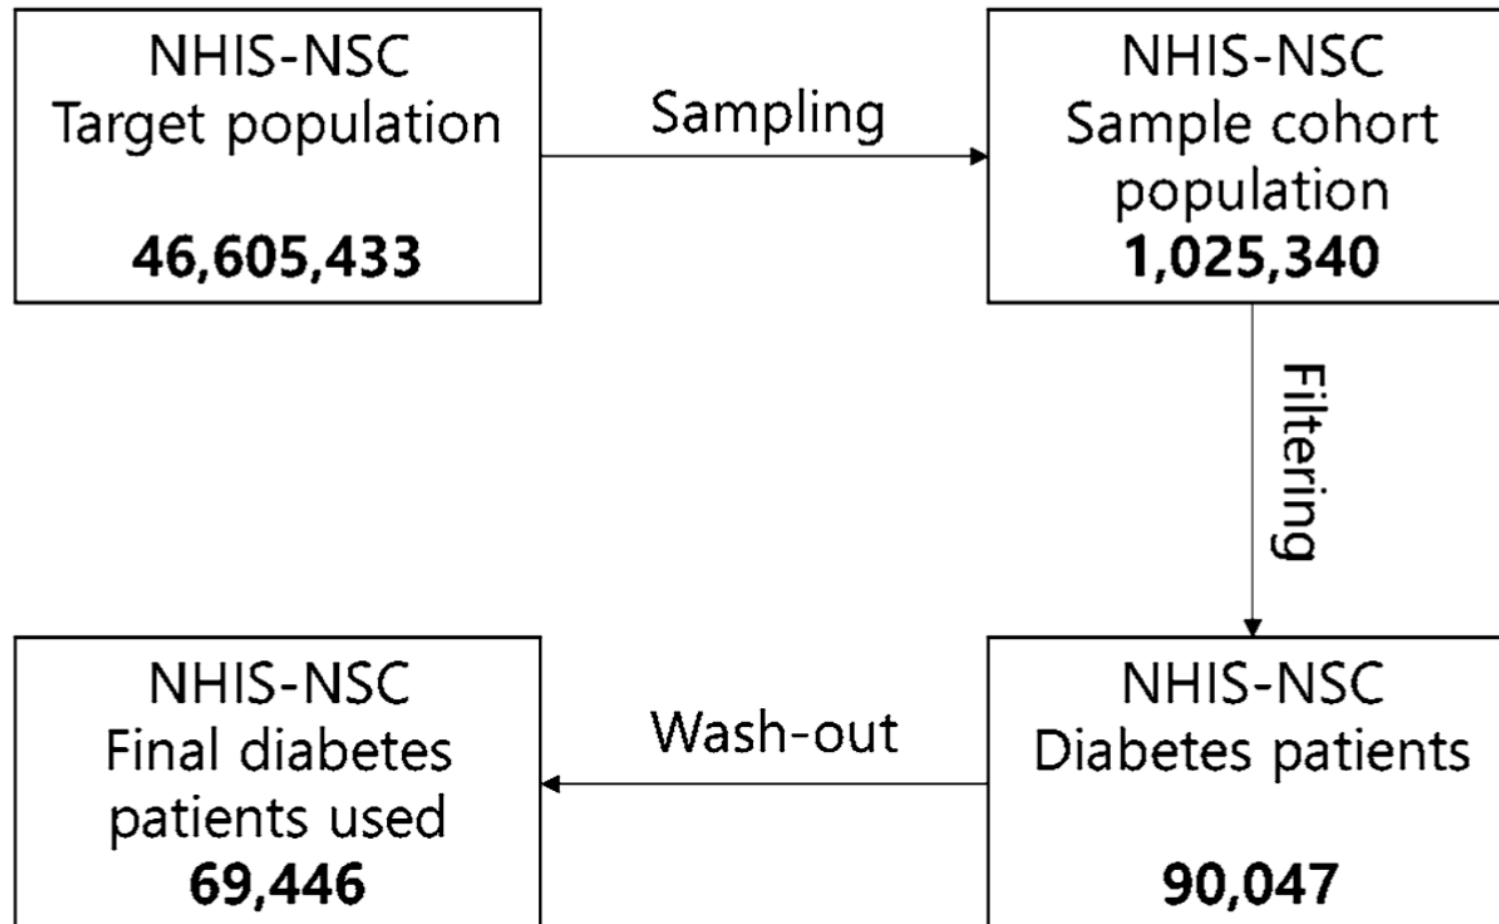 NHIS-NSC
Target population
46,605,433
Sampling
NHIS-NSC
Sample cohort
population
1,025,340
Filtering
NHIS-NSC
Diabetes patients
90,047
Wash-out
NHIS-NSC
Final diabetes
patients used
69,446